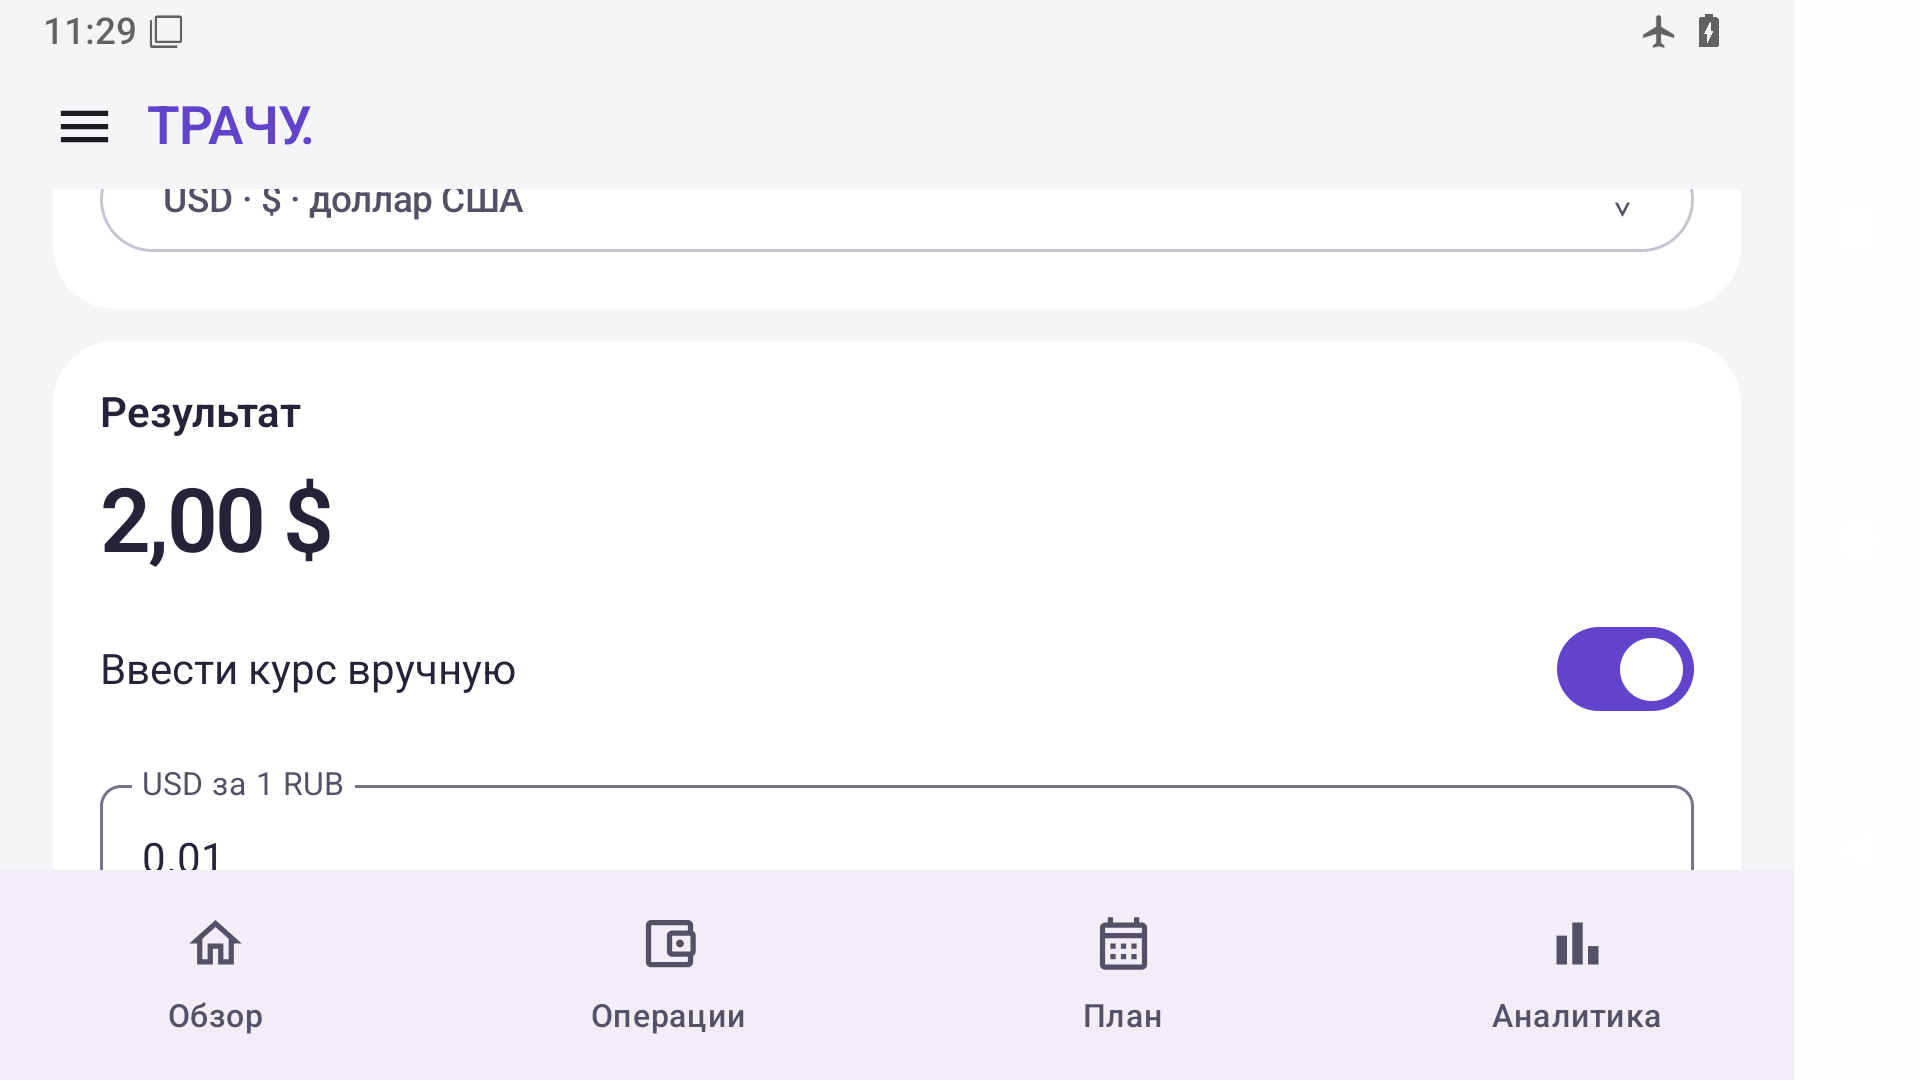 11:29
ТРАЧУ.
USD · $ · доллар США
Результат
2,00 $
Ввести курс вручную
USD за 1 RUB
0.01
Обзор
Операции
План
Аналитика